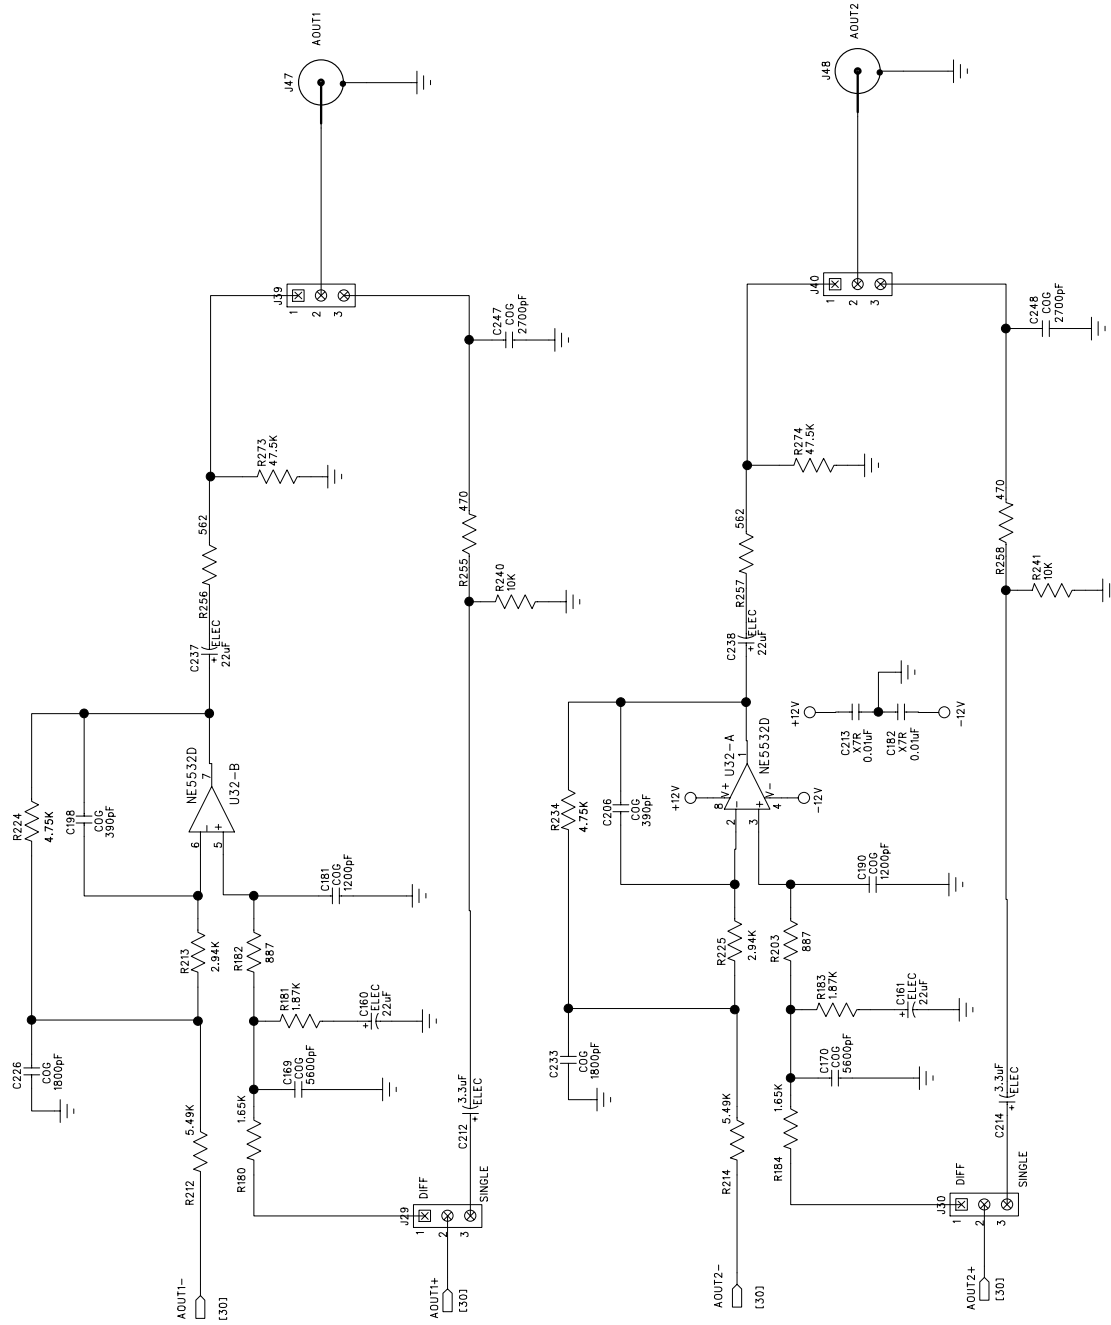 AOUT1
J47
J39
1
2
3
C247
COG
2700pF
R273
47.5K
562
R256
470
R255
R240
10K
C237
+
ELEC
22uF
NE5532D
7
U32-B
6
5
-
+
R224
4.75K
C198
COG
390pF
C181
COG
1200pF
R213
2.94K
R182
887
R181
1.87K
C160
+
ELEC
22uF
C226
COG
1800pF
C169
COG
5600pF
5.49K
R212
1.65K
R180
3.3uF
C212
+
ELEC
DIFF
SINGLE
J29
1
2
3
AOUT1-
[30]
AOUT1+
[30]
AOUT2
J48
J40
1
2
3
C248
COG
2700pF
R274
47.5K
562
R257
470
R258
R241
10K
C238
+
ELEC
22uF
+12V
C213
X7R
0.01uF
C182
X7R
0.01uF
-12V
U32-A
NE5532D
1
+12V
8
V+
2
3
-
+
4
V-
-12V
R234
4.75K
C206
COG
390pF
C190
COG
1200pF
R225
2.94K
R203
887
R183
1.87K
C161
+
ELEC
22uF
C233
COG
1800pF
C170
COG
5600pF
5.49K
R214
1.65K
R184
3.3uF
C214
+
ELEC
DIFF
SINGLE
J30
1
2
3
AOUT2-
[30]
AOUT2+
[30]